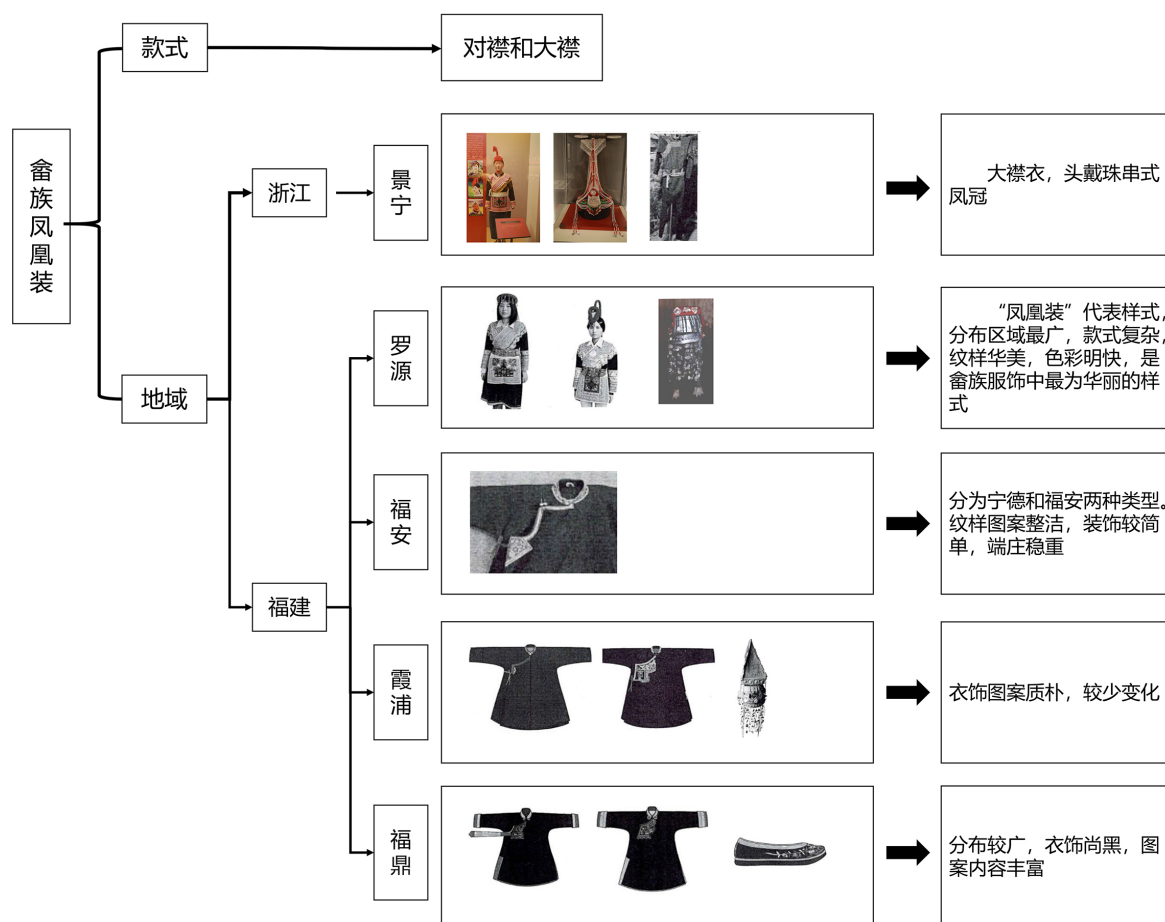 款式
对襟和大襟
畲族凤凰装
浙江
景宁
大襟衣，头戴珠串式
凤冠
罗源
“凤凰装”代表样式，
分布区域最广，款式复杂，
纹样华美，色彩明快，是
畲族服饰中最为华丽的样
式
地域
福安
分为宁德和福安两种类型。
纹样图案整洁，装饰较简
单，端庄稳重
福建
霞浦
衣饰图案质朴，较少变化
福鼎
分布较广，衣饰尚黑，图
案内容丰富